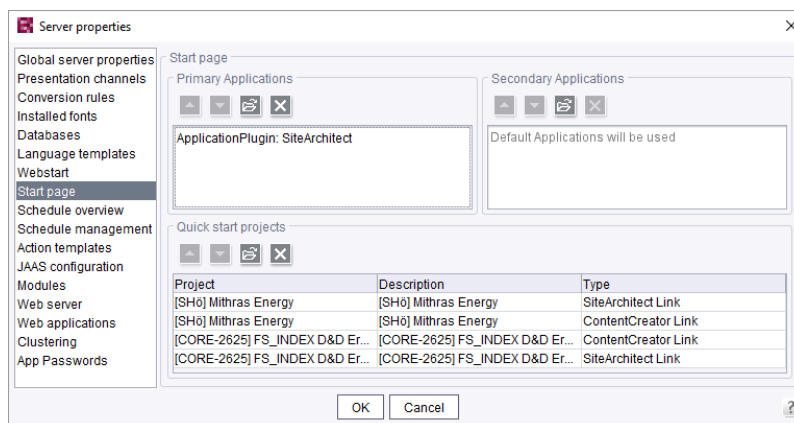 Server properties
Global server properties
Presentation channels
Conversion rules
Installed fonts
Databases
Language templates
Webstart
Start page
Schedule overview
Schedule management
Action templates
JAAS configuration
Modules
Web server
Web applications
Clustering
App Passwords
Start page
Primary Applications
ApplicationPlugin: SiteArchitect
Secondary Applications
Default Applications will be used
Quick start projects
Project Description Type
[SHö] Mithras Energy [SHö] Mithras Energy SiteArchitect Link
[SHö] Mithras Energy [SHö] Mithras Energy ContentCreator Link
[CORE-2625] FS_INDEX D&D Er... [CORE-2625] FS_INDEX D&D Er... ContentCreator Link
[CORE-2625] FS_INDEX D&D Er... [CORE-2625] FS_INDEX D&D Er... SiteArchitect Link
OK Cancel
?